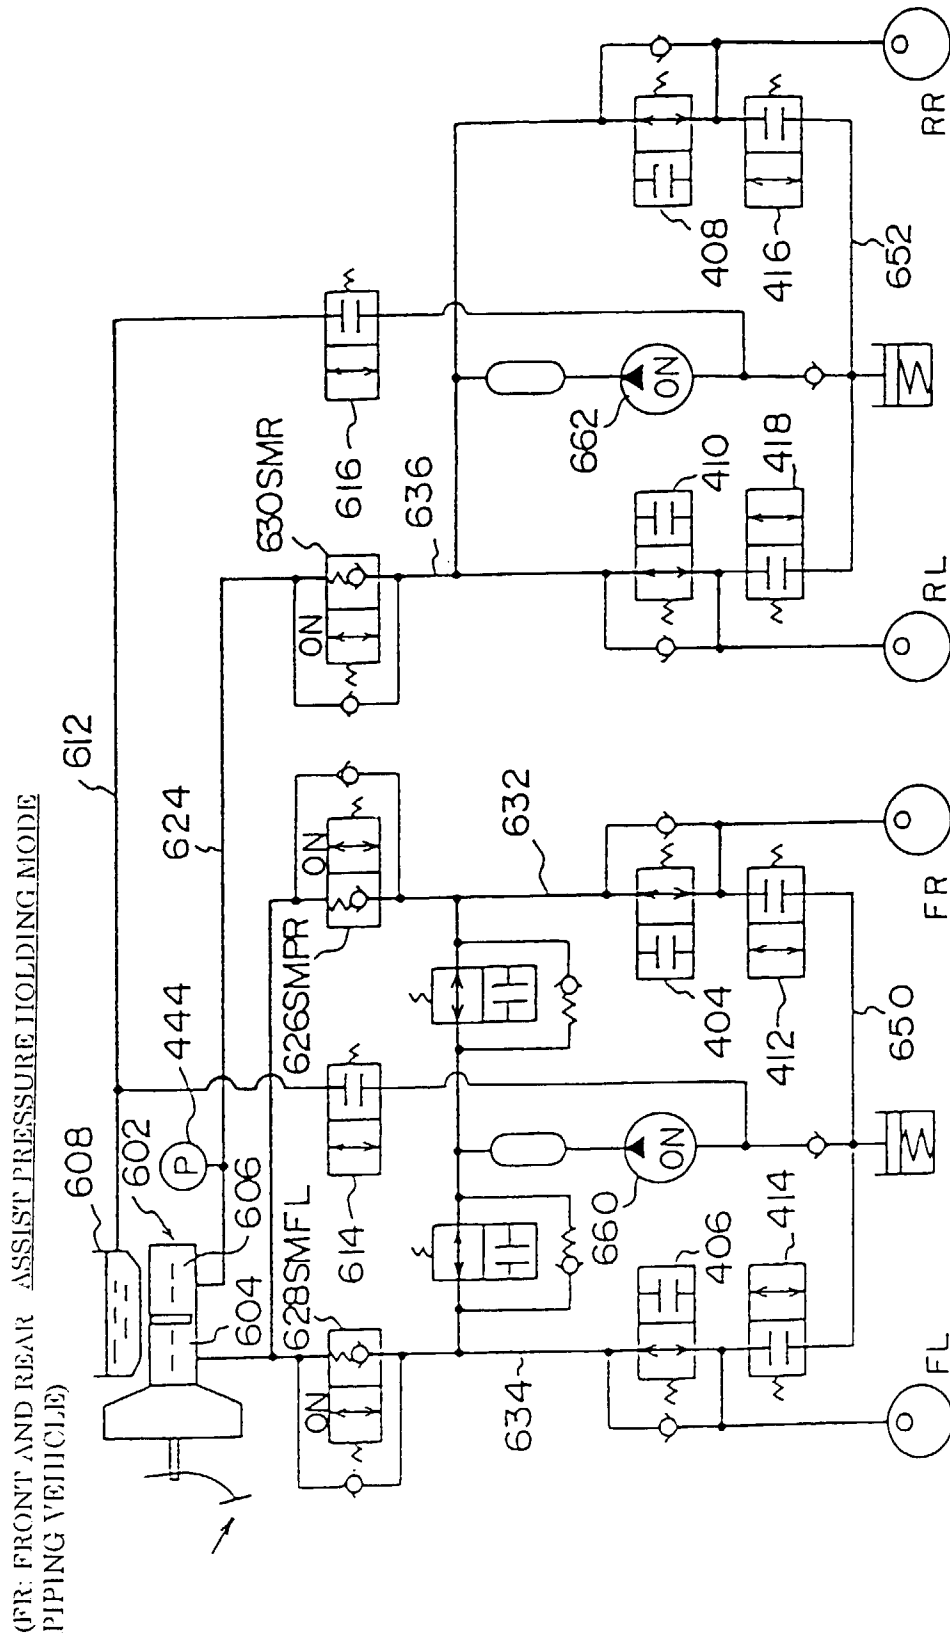 (FR: FRONT AND REAR ASSIST PRESSURE HOLDING MODE
PIPING VEHICLE)
608
602
444
624
612
P
604
606
628SMFL
626SMPR
630SMR
ON
ON
ON
614
616
634
632
636
660
ON
662
ON
406
404
410
408
414
412
418
416
650
652
FL
FR
RL
RR